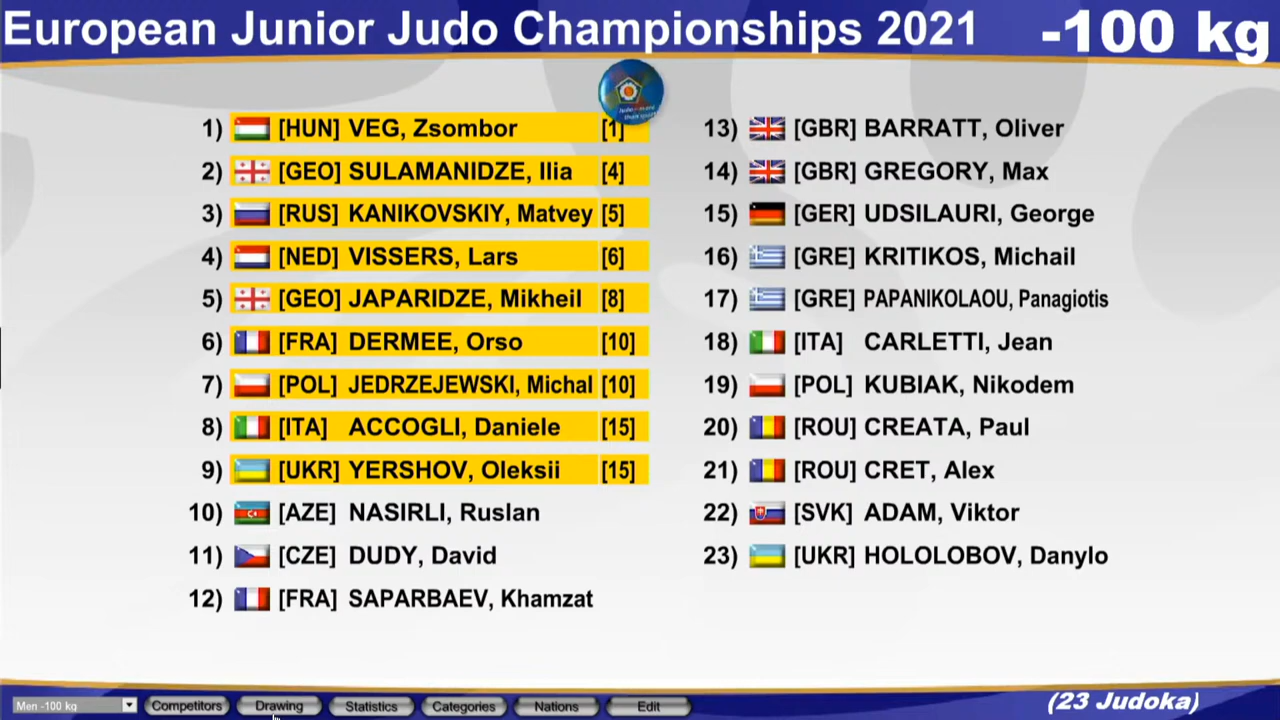 European Junior Judo Championships 2021 -100 kg
1) [HUN] VEG, Zsombor [1]
2) [GEO] SULAMANIDZE, Ilia [4]
3) [RUS] KANIKOVSKIY, Matvey [5]
4) [NED] VISSERS, Lars [6]
5) [GEO] JAPARIDZE, Mikheil [8]
6) [FRA] DERMEE, Orso [10]
7) [POL] JEDRZEJEWSKI, Michal [10]
8) [ITA] ACCOGLI, Daniele [15]
9) [UKR] YERSHOV, Oleksii [15]
10) [AZE] NASIRLI, Ruslan
11) [CZE] DUDY, David
12) [FRA] SAPARBAEV, Khamzat
13) [GBR] BARRATT, Oliver
14) [GBR] GREGORY, Max
15) [GER] UDSILAURI, George
16) [GRE] KRITIKOS, Michail
17) [GRE] PAPANIKOLAOU, Panagiotis
18) [ITA] CARLETTI, Jean
19) [POL] KUBIAK, Nikodem
20) [ROU] CREATA, Paul
21) [ROU] CRET, Alex
22) [SVK] ADAM, Viktor
23) [UKR] HOLOLOBOV, Danylo
Men -100 kg Competitors Drawing Statistics Categories Nations Edit (23 Judoka)